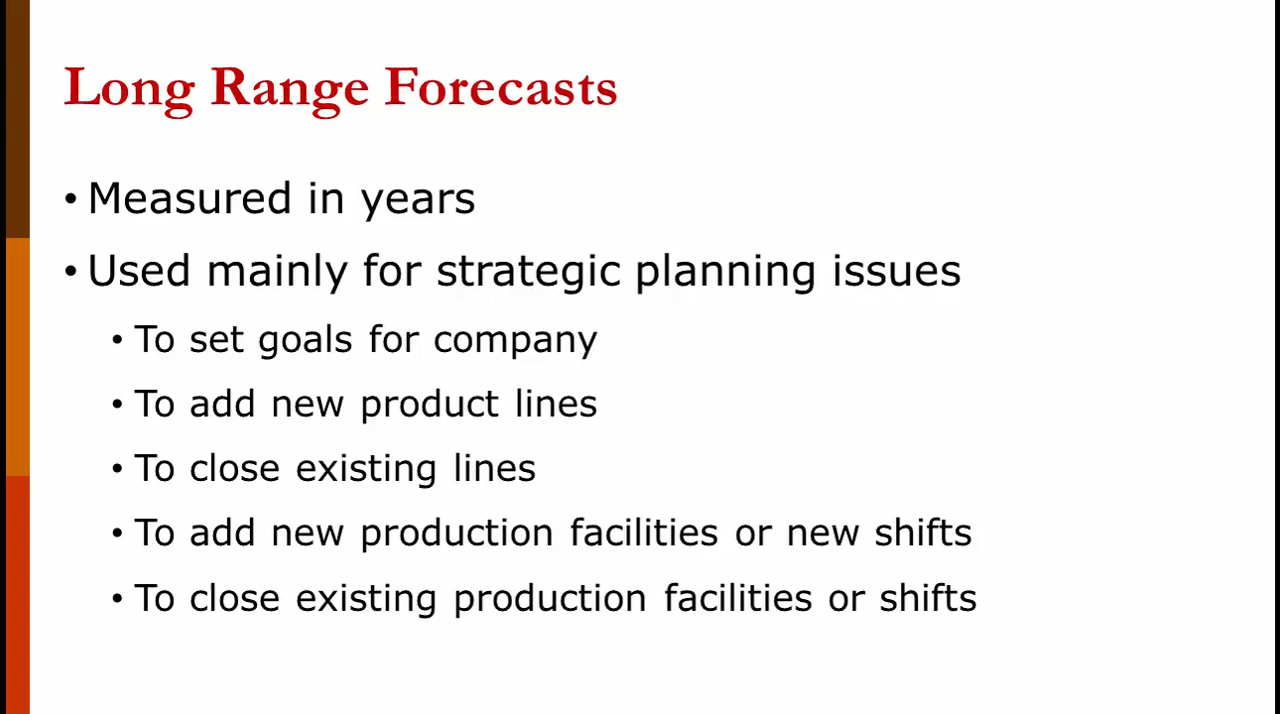 Long Range Forecasts
• Measured in years
• Used mainly for strategic planning issues
• To set goals for company
• To add new product lines
• To close existing lines
• To add new production facilities or new shifts
• To close existing production facilities or shifts